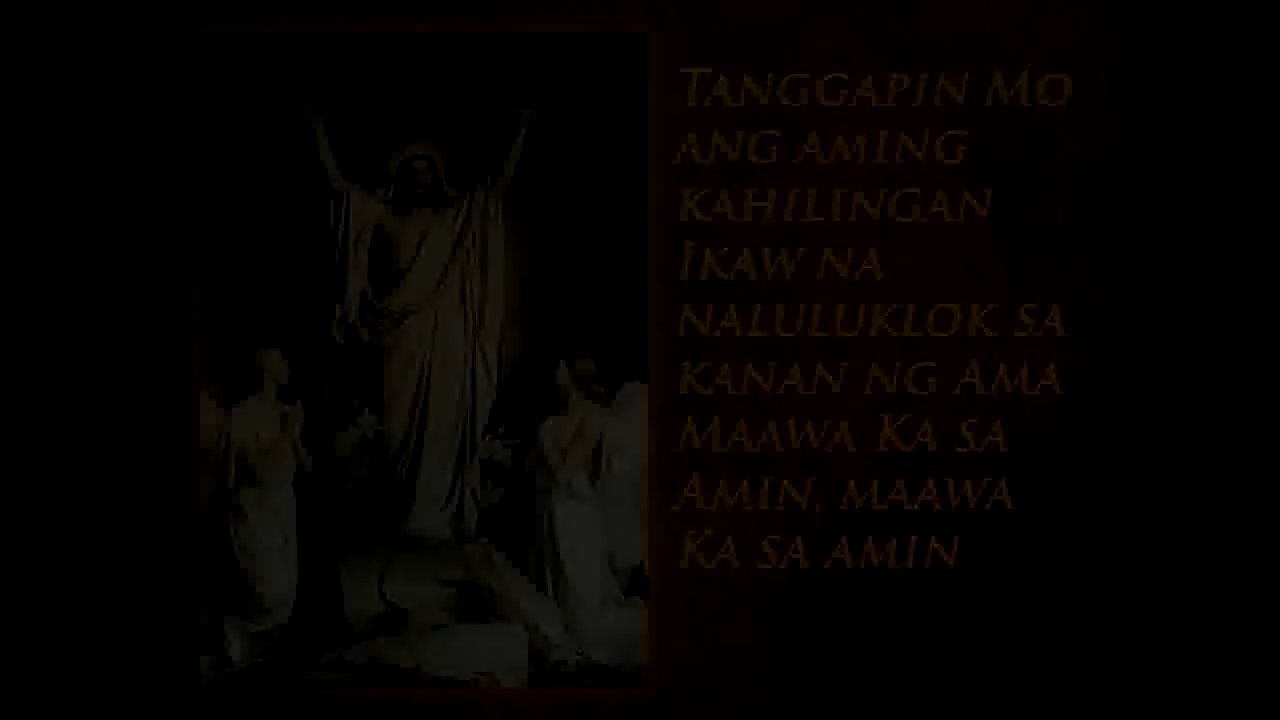 Tanggapin Mo
ang aming
kahilingan
Ikaw na
naluluklok sa
kanan ng Ama
Maawa Ka sa
Amin, maawa
Ka sa amin